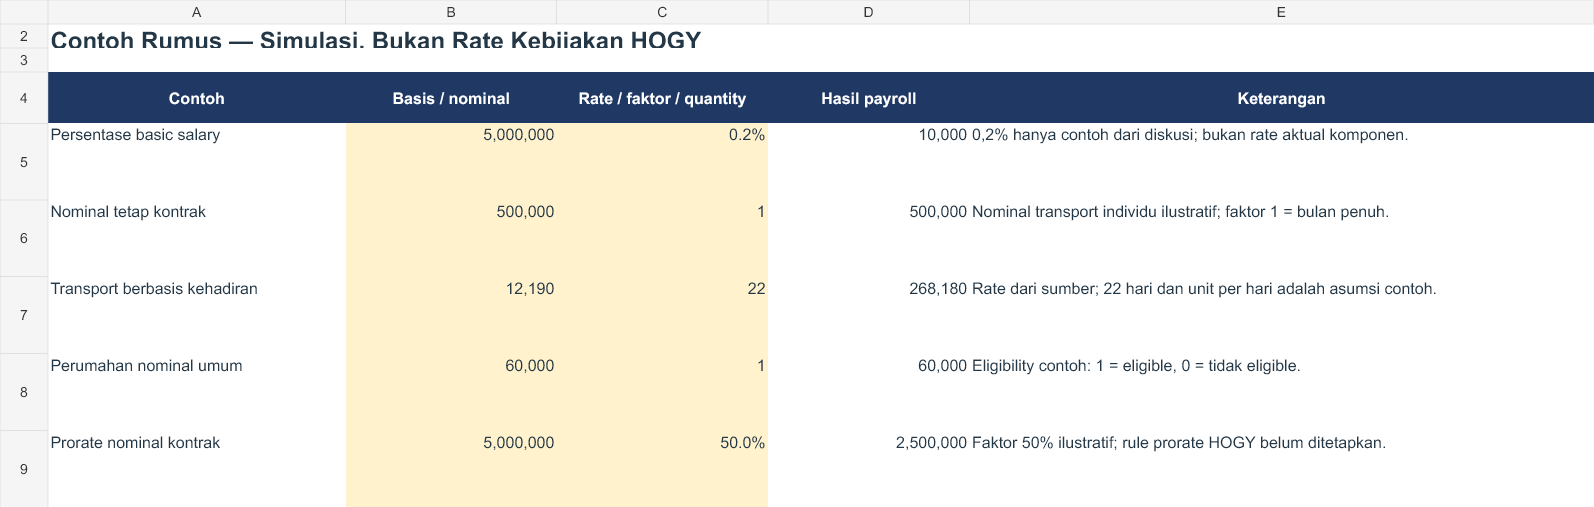 A B C D E
2 Contoh Rumus — Simulasi, Bukan Rate Kebijakan HOGY
3
4 Contoh Basis / nominal Rate / faktor / quantity Hasil payroll Keterangan
5 Persentase basic salary 5,000,000 0.2% 10,000 0,2% hanya contoh dari diskusi; bukan rate aktual komponen.
6 Nominal tetap kontrak 500,000 1 500,000 Nominal transport individu ilustratif; faktor 1 = bulan penuh.
7 Transport berbasis kehadiran 12,190 22 268,180 Rate dari sumber; 22 hari dan unit per hari adalah asumsi contoh.
8 Perumahan nominal umum 60,000 1 60,000 Eligibility contoh: 1 = eligible, 0 = tidak eligible.
9 Prorate nominal kontrak 5,000,000 50.0% 2,500,000 Faktor 50% ilustratif; rule prorate HOGY belum ditetapkan.